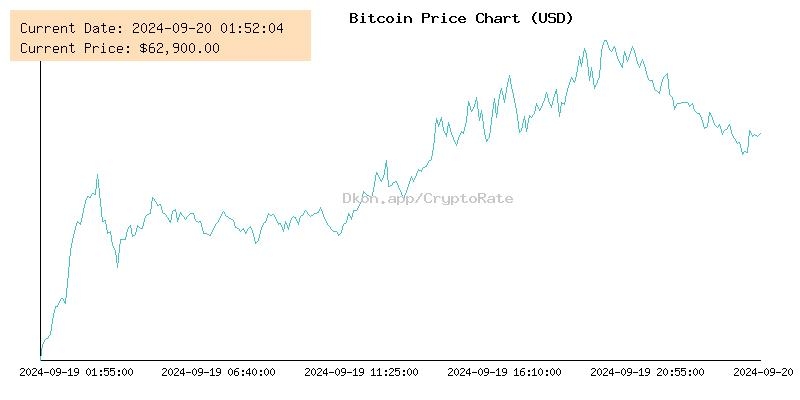 Bitcoin Price Chart (USD)
Current Date: 2024-09-20 01:52:04
Current Price: $62,900.00
Dkon.app/CryptoRate
2024-09-19 01:55:00 2024-09-19 06:40:00 2024-09-19 11:25:00 2024-09-19 16:10:00 2024-09-19 20:55:00 2024-09-20